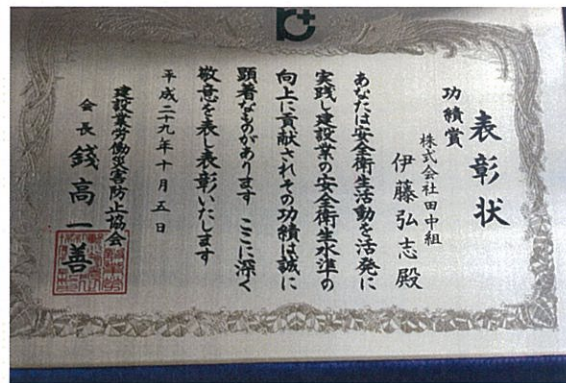 表彰状
功績賞
株式会社田中組
伊藤弘志殿
あなたは安全衛生活動を活発に
実践し建設業の安全衛生水準の
向上に貢献されその功績は誠に
顕著なものがあります ここに深く
敬意を表し表彰いたします
平成二十九年十月五日
建設業労働災害防止協会
会長 錢高一善